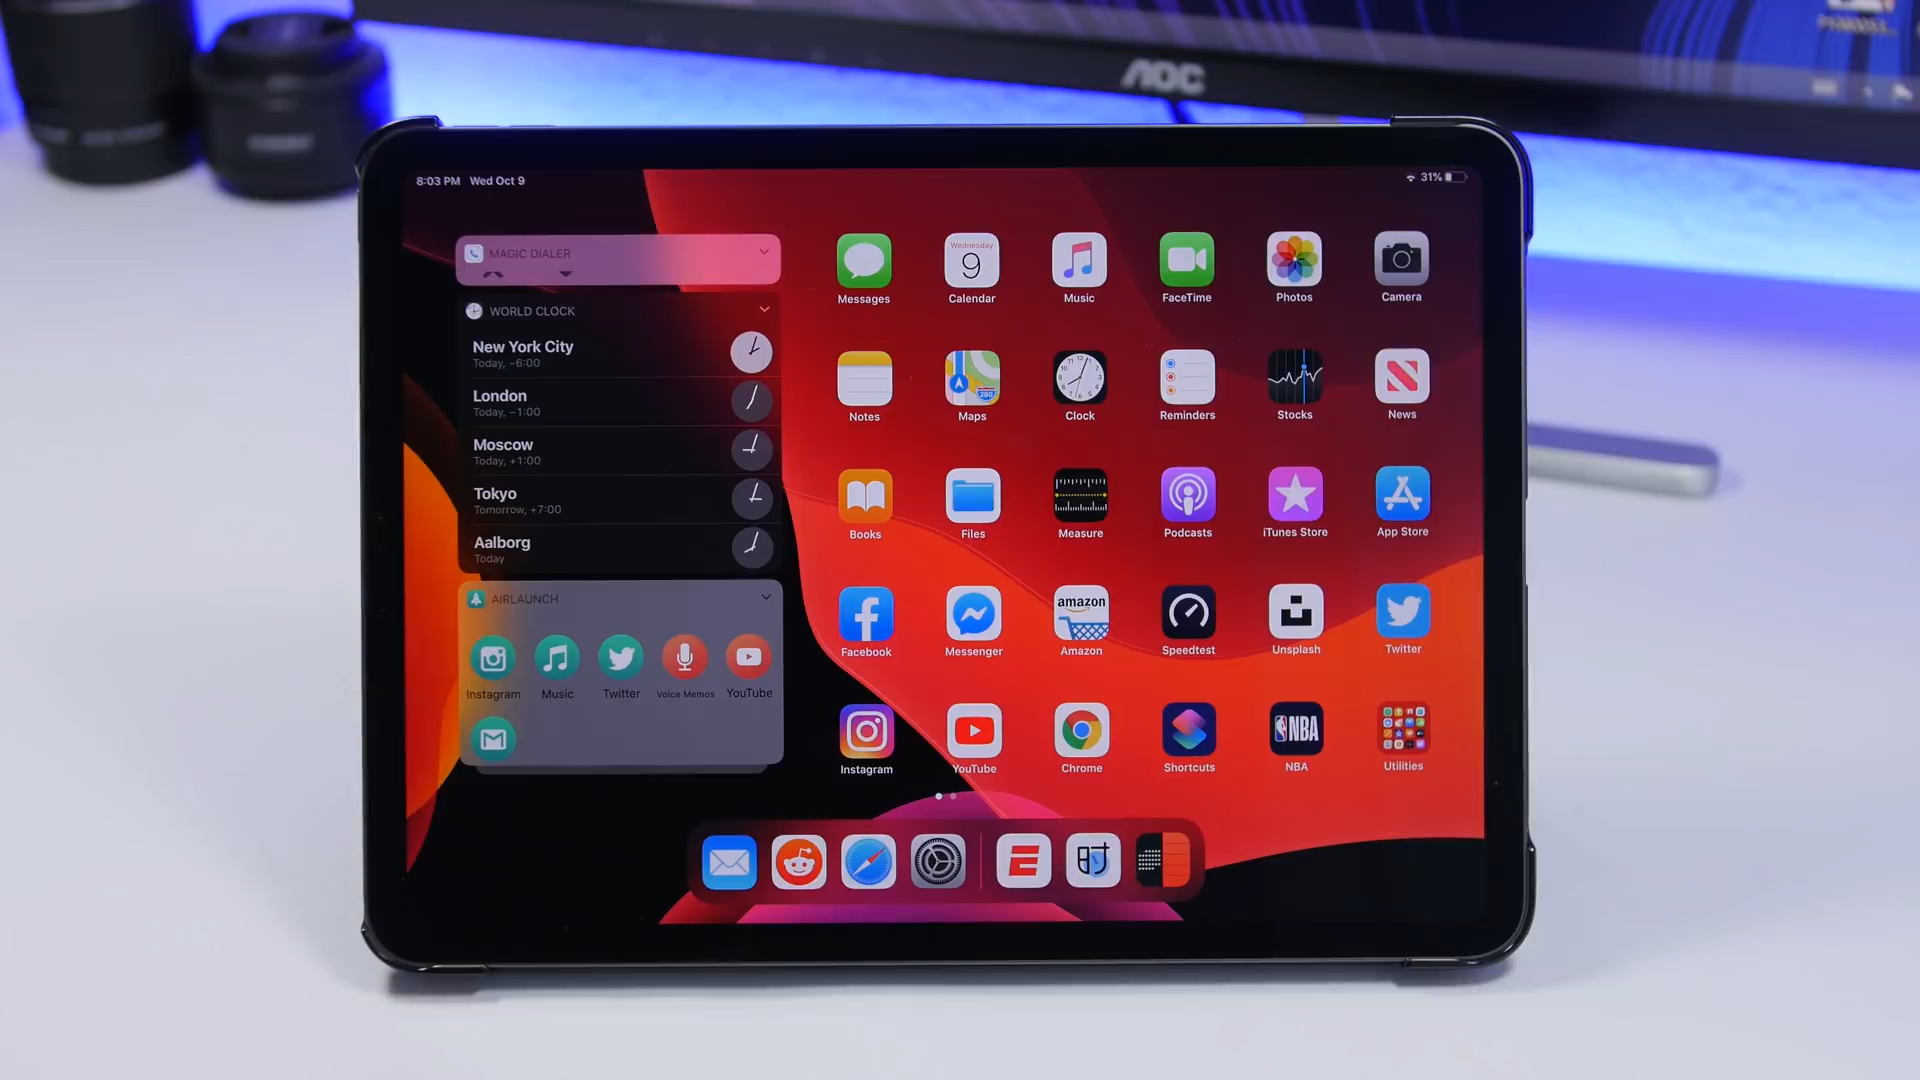 AOC
8:03 PM Wed Oct 9
31%
MAGIC DIALER
WORLD CLOCK
New York City
Today, −6:00
London
Today, −1:00
Moscow
Today, +1:00
Tokyo
Tomorrow, +7:00
Aalborg
Today
AIRLAUNCH
Instagram Music Twitter Voice Memos YouTube
Wednesday
9
Messages Calendar Music FaceTime Photos Camera
280
Notes Maps Clock Reminders Stocks News
Books Files Measure Podcasts iTunes Store App Store
amazon
Facebook Messenger Amazon Speedtest Unsplash Twitter
NBA
Instagram YouTube Chrome Shortcuts NBA Utilities